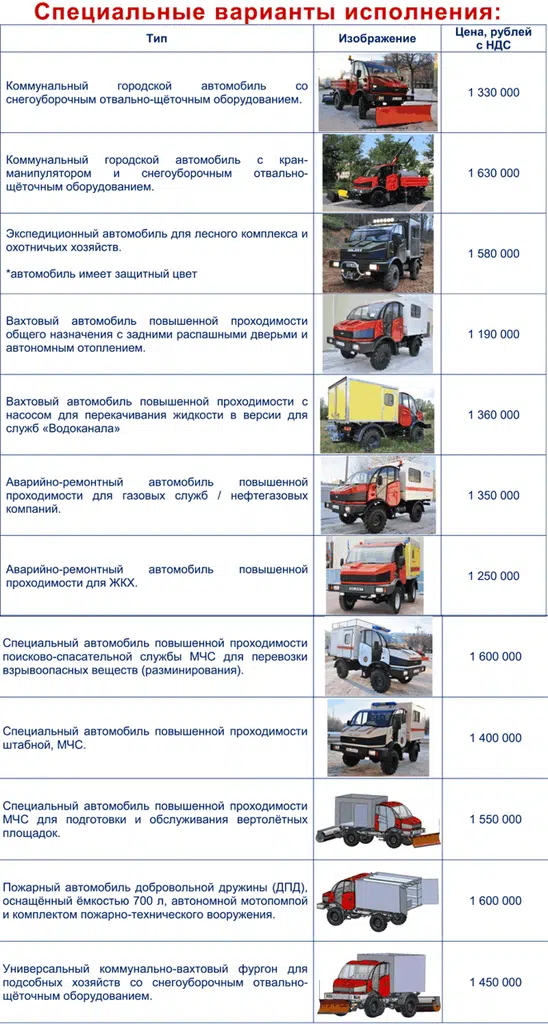 Специальные варианты исполнения:
Тип
Изображение
Цена, рублей
с НДС
Коммунальный городской автомобиль со
снегоуборочным отвально-щёточным оборудованием.
1 330 000
Коммунальный городской автомобиль с кран-
манипулятором и снегоуборочным отвально-
щёточным оборудованием.
1 630 000
Экспедиционный автомобиль для лесного комплекса и
охотничьих хозяйств.
*автомобиль имеет защитный цвет
1 580 000
Вахтовый автомобиль повышенной проходимости
общего назначения с задними распашными дверьми и
автономным отоплением.
1 190 000
Вахтовый автомобиль повышенной проходимости с
насосом для перекачивания жидкости в версии для
служб «Водоканала»
1 360 000
Аварийно-ремонтный автомобиль повышенной
проходимости для газовых служб / нефтегазовых
компаний.
1 350 000
Аварийно-ремонтный автомобиль повышенной
проходимости для ЖКХ.
1 250 000
Специальный автомобиль повышенной проходимости
поисково-спасательной службы МЧС для перевозки
взрывоопасных веществ (разминирования).
1 600 000
Специальный автомобиль повышенной проходимости
штабной, МЧС.
1 400 000
Специальный автомобиль повышенной проходимости
МЧС для подготовки и обслуживания вертолётных
площадок.
1 550 000
Пожарный автомобиль добровольной дружины (ДПД),
оснащённый ёмкостью 700 л, автономной мотопомпой
и комплектом пожарно-технического вооружения.
1 600 000
Универсальный коммунально-вахтовый фургон для
подсобных хозяйств со снегоуборочным отвально-
щёточным оборудованием.
1 450 000